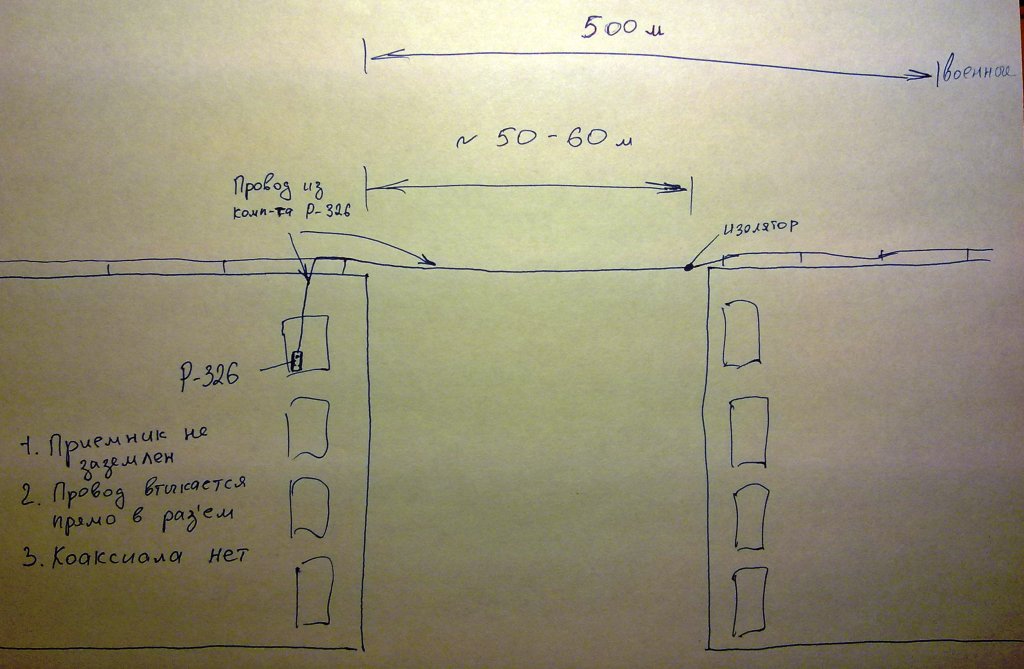 500 м
военное
~ 50 - 60 м
Провод из
комп-та Р-326
изолятор
Р-326
1. Приемник не
заземлен
2. Провод втыкается
прямо в раз'ем
3. Коаксиала нет